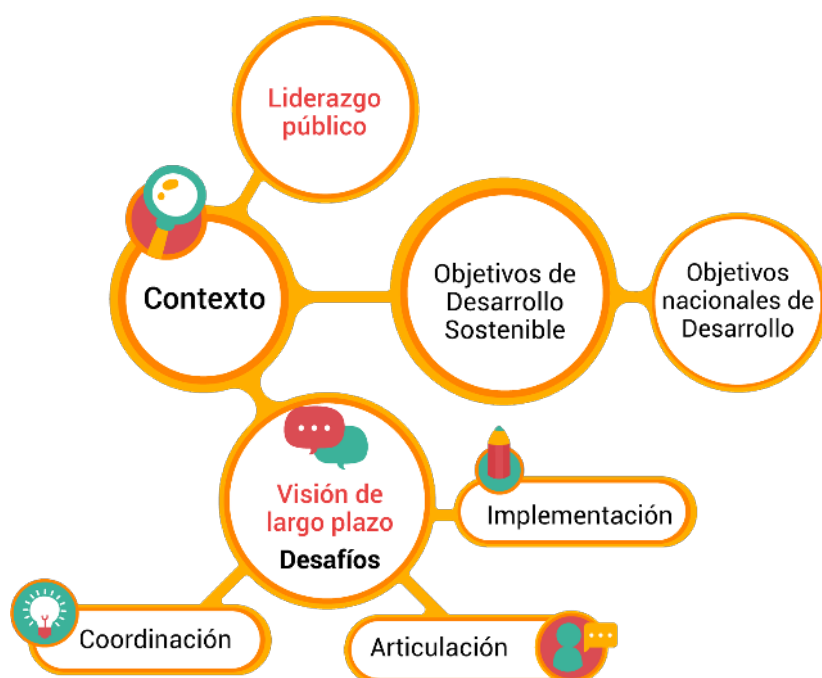 Liderazgo
público
Contexto
Objetivos de
Desarrollo
Sostenible
Objetivos
nacionales de
Desarrollo
Visión de
largo plazo
Desafíos
Implementación
Coordinación
Articulación